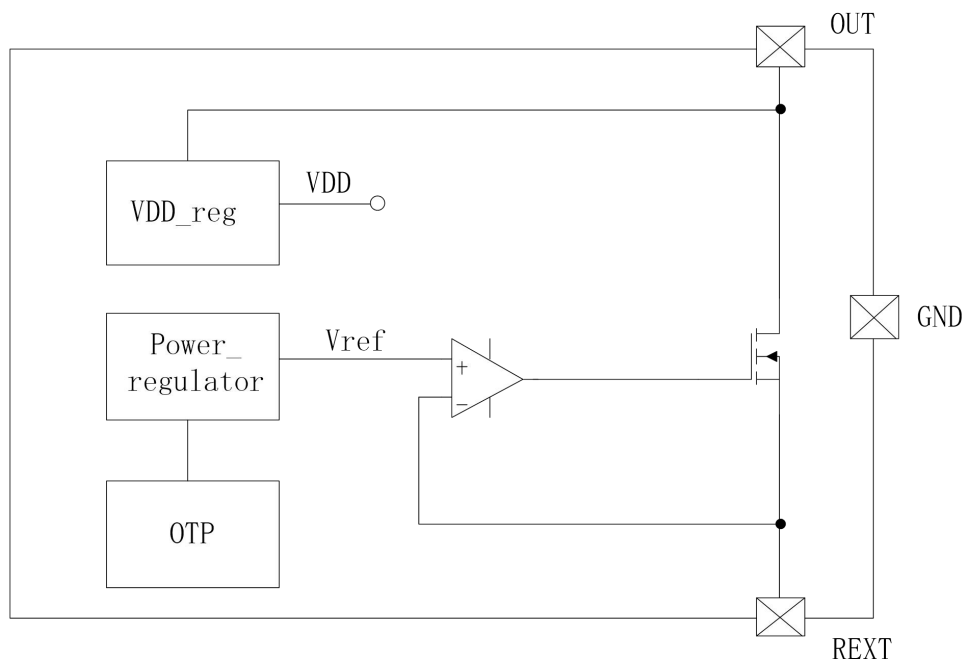 OUT
VDD
VDD_reg
GND
Vref
Power_
regulator
+
-
OTP
REXT